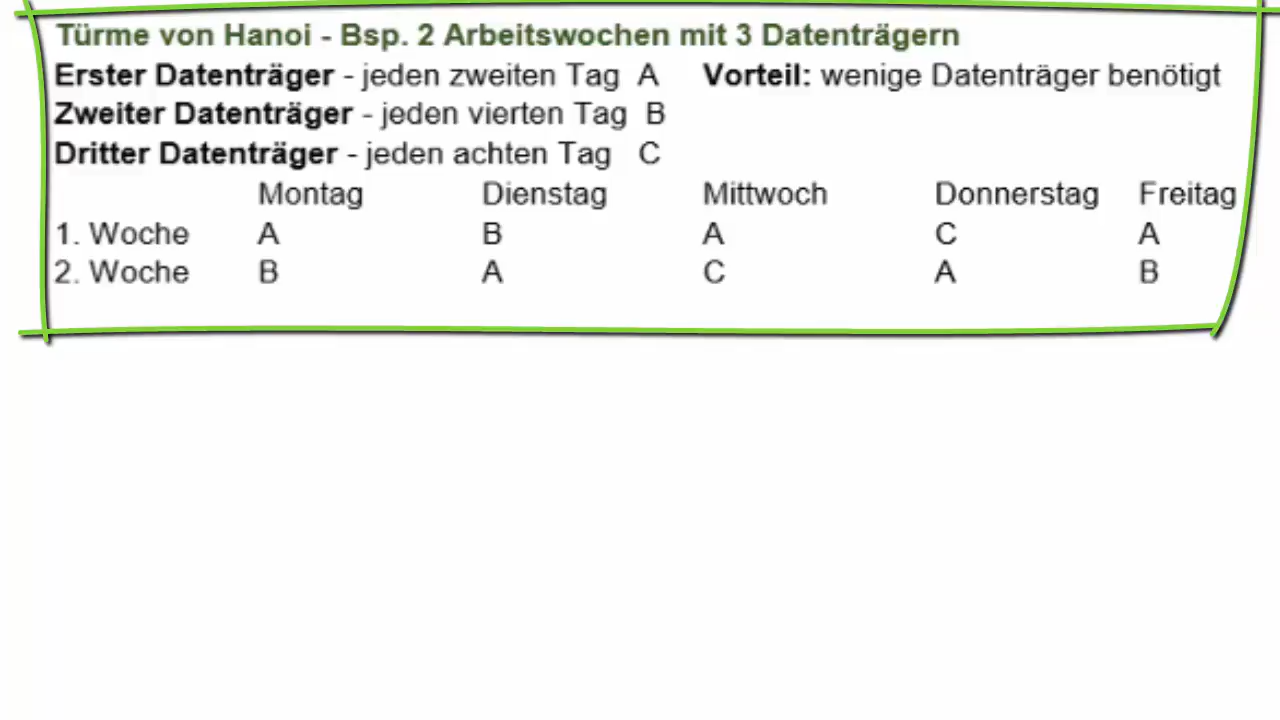 Türme von Hanoi - Bsp. 2 Arbeitswochen mit 3 Datenträgern
Erster Datenträger - jeden zweiten Tag A Vorteil: wenige Datenträger benötigt
Zweiter Datenträger - jeden vierten Tag B
Dritter Datenträger - jeden achten Tag C
Montag Dienstag Mittwoch Donnerstag Freitag
1. Woche A B A C A
2. Woche B A C A B